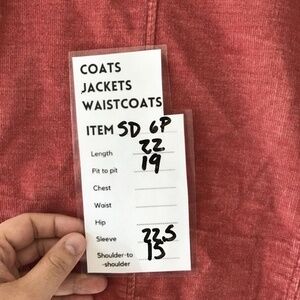 COATS
JACKETS
WAISTCOATS
ITEM SD 6P
Length 22
Pit to pit 19
Chest
Waist
Hip
Sleeve 22.5
Shoulder-to-shoulder 15